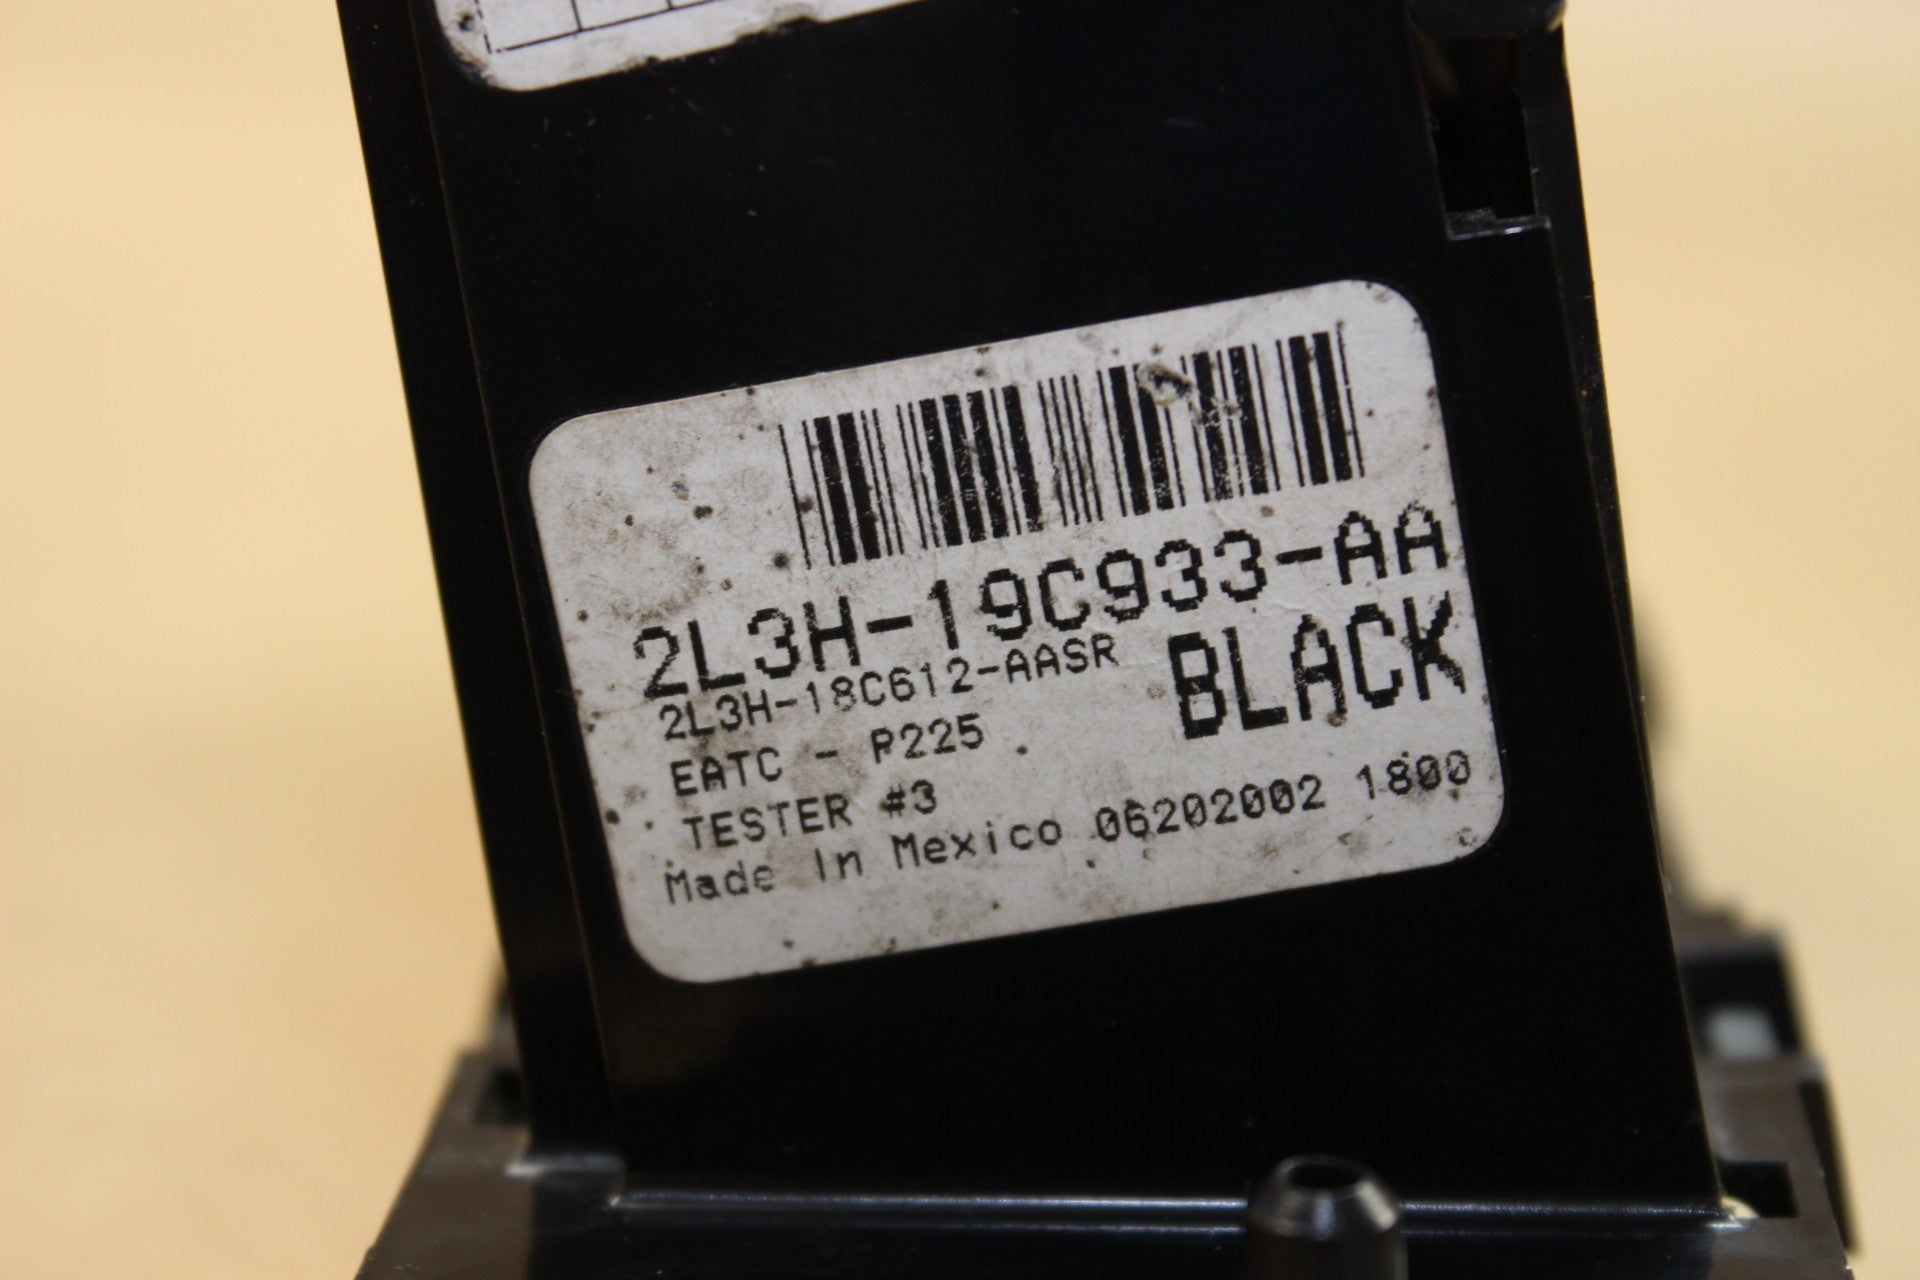 2L3H-19C933-AA
2L3H-18C612-AASR
BLACK
EATC - P225
TESTER #3
Made In Mexico 06202002 1800